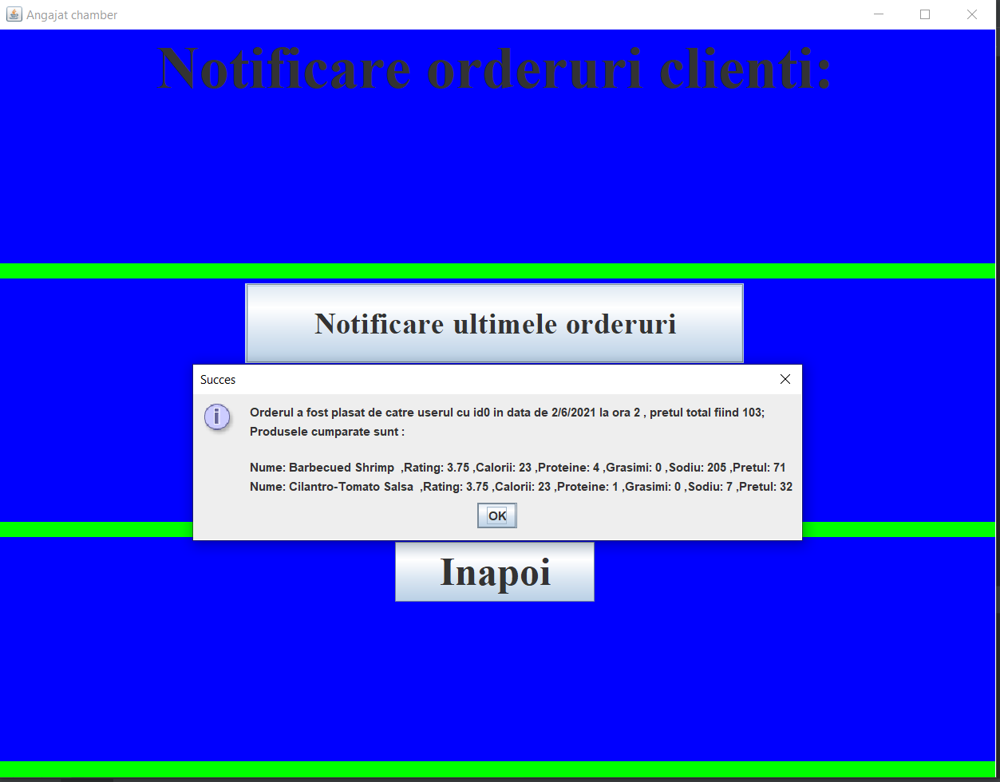 Angajat chamber
Notificare orderuri clienti:
Notificare ultimele orderuri
Succes
Orderul a fost plasat de catre userul cu id0 in data de 2/6/2021 la ora 2 , pretul total fiind 103;
Produsele cumparate sunt :
Nume: Barbecued Shrimp  ,Rating: 3.75 ,Calorii: 23 ,Proteine: 4 ,Grasimi: 0 ,Sodiu: 205 ,Pretul: 71
Nume: Cilantro-Tomato Salsa  ,Rating: 3.75 ,Calorii: 23 ,Proteine: 1 ,Grasimi: 0 ,Sodiu: 7 ,Pretul: 32
OK
Inapoi